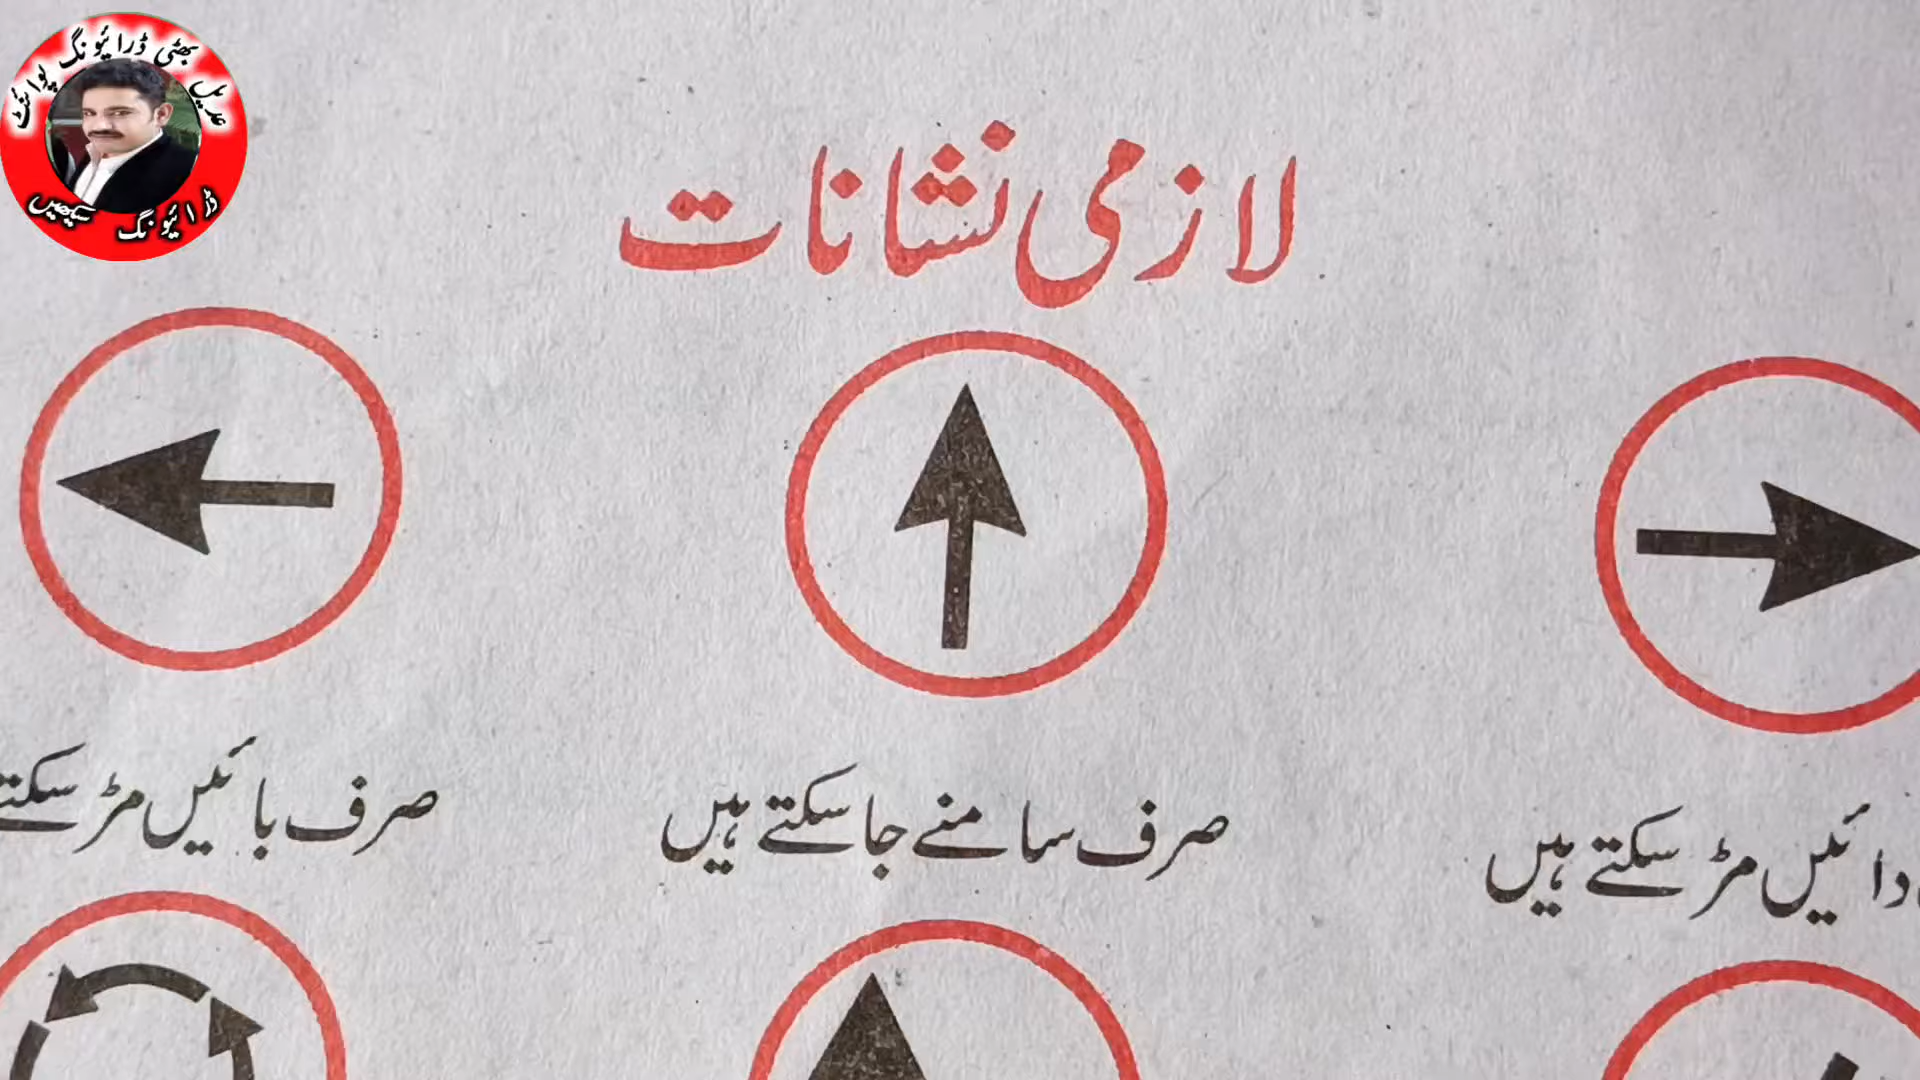 عدیل بھٹی ڈرائیونگ پوائنٹ
ڈرائیونگ سیکھیں
لازمی نشانات
دائیں مڑ سکتے ہیں
صرف سامنے جا سکتے ہیں
صرف بائیں مڑ سکتے